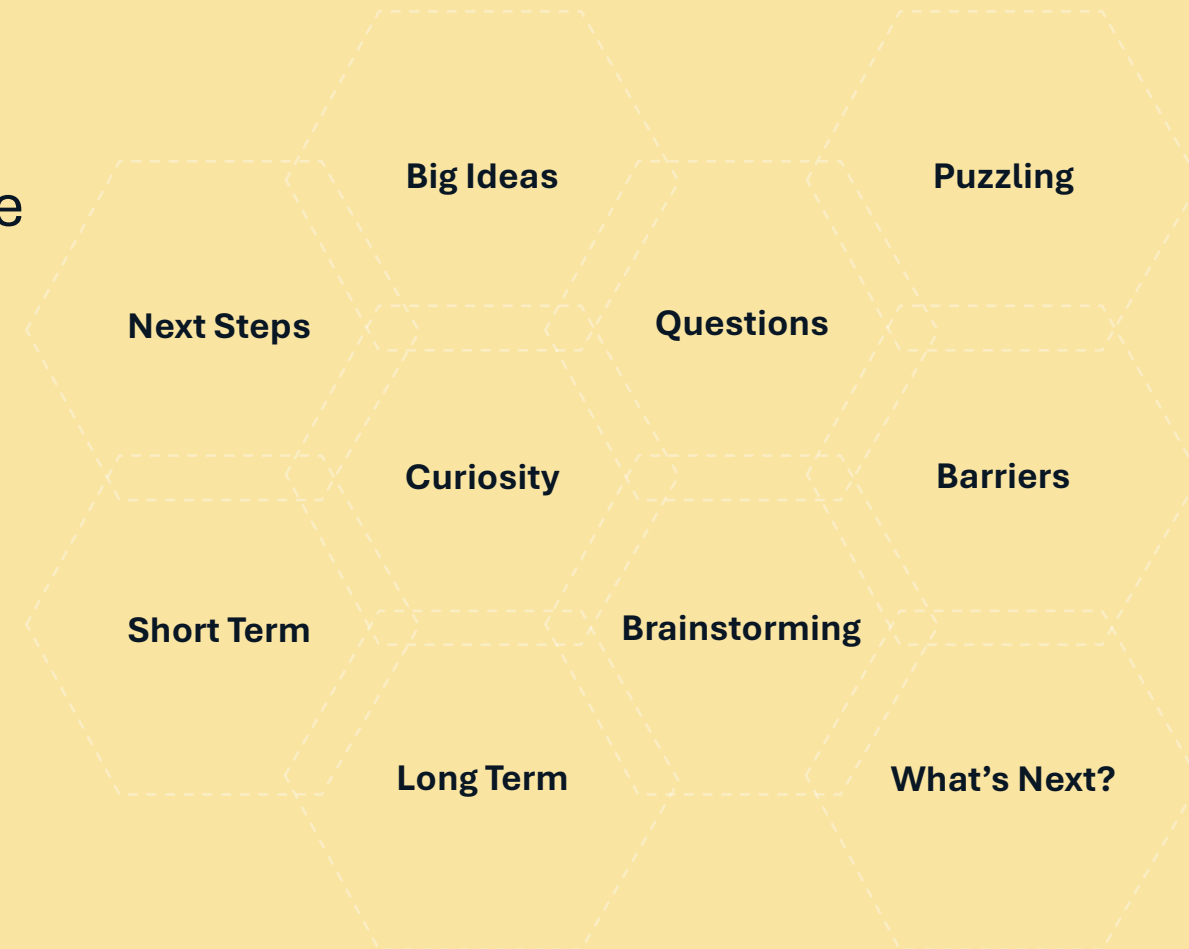 e
Big Ideas
Puzzling
Next Steps
Questions
Curiosity
Barriers
Short Term
Brainstorming
Long Term
What’s Next?